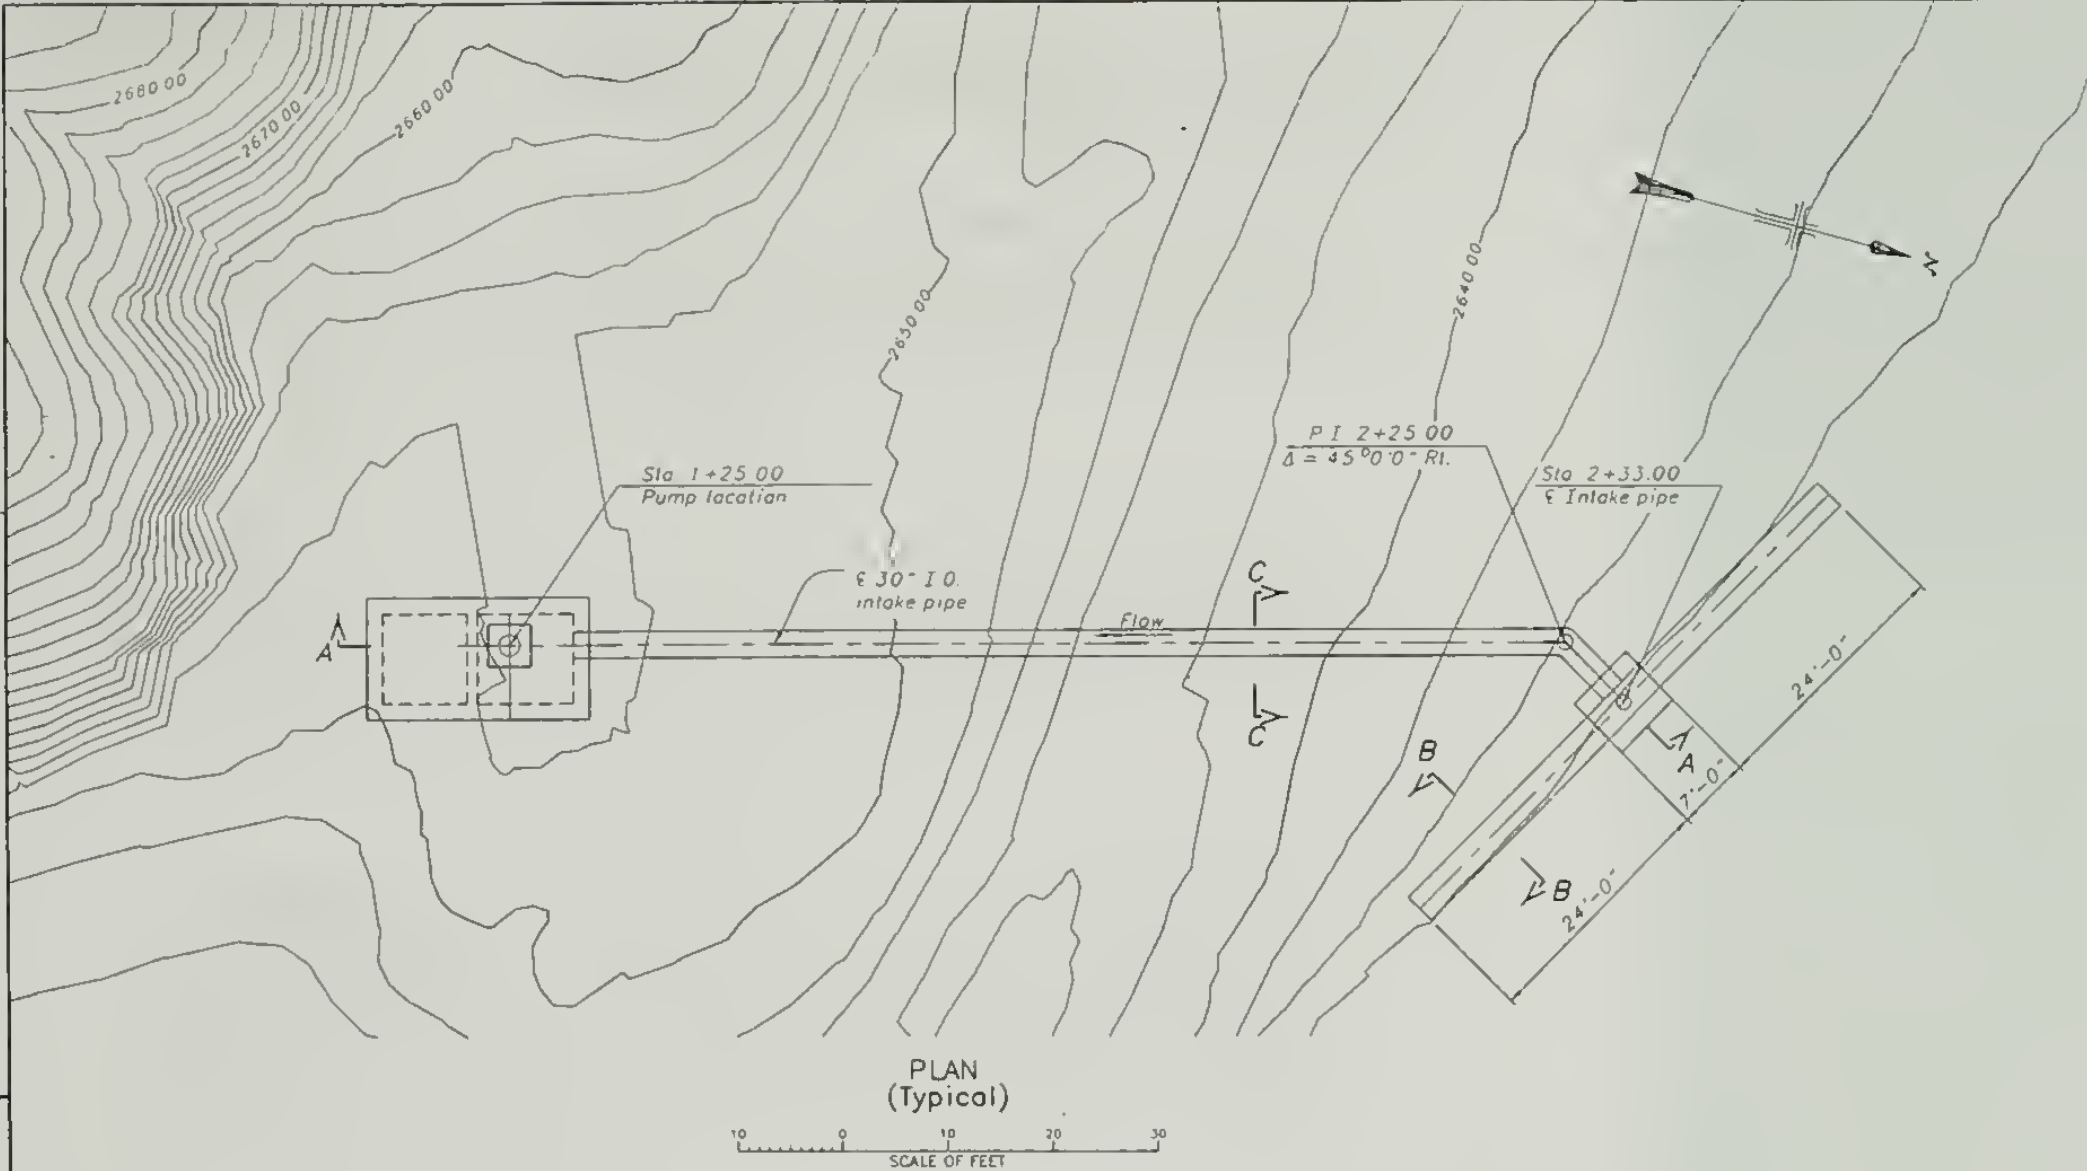 2680 00
2670 00
2660 00
2650 00
2640 00
N
P I 2+25 00
Δ = 45°0'0" Rt.
Sta 1+25 00
Pump location
Sta 2+33.00
℄ Intake pipe
℄ 30" I D.
intake pipe
Flow
C
C
A
A
B
B
24'-0"
7'-0"
24'-0"
PLAN
(Typical)
10 0 10 20 30
SCALE OF FEET